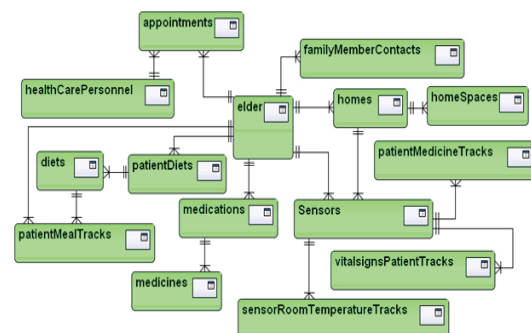 appointments
familyMemberContacts
healthCarePersonnel
elder
homes
homeSpaces
diets
patientDiets
patientMedicineTracks
medications
Sensors
patientMealTracks
vitalsignsPatientTracks
medicines
sensorRoomTemperatureTracks